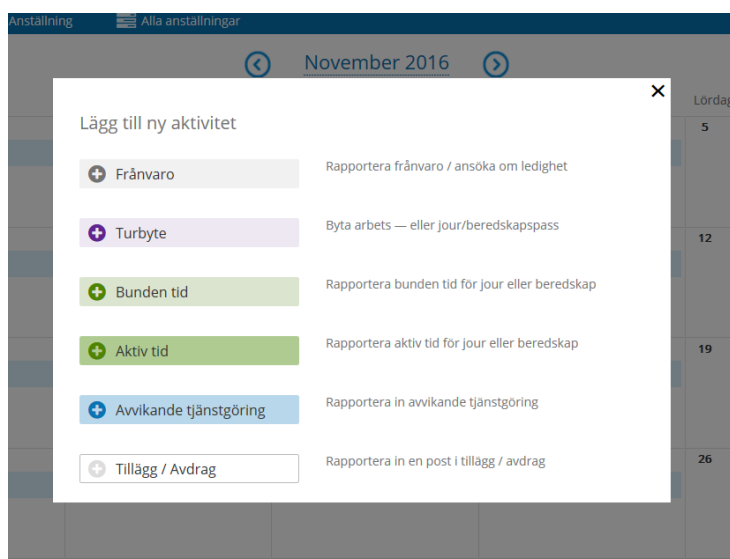 Anställning Alla anställningar
November 2016
Lördag
Lägg till ny aktivitet
5
Frånvaro Rapportera frånvaro / ansöka om ledighet
Turbyte Byta arbets — eller jour/beredskapspass
12
Bunden tid Rapportera bunden tid för jour eller beredskap
Aktiv tid Rapportera aktiv tid för jour eller beredskap
19
Avvikande tjänstgöring Rapportera in avvikande tjänstgöring
Tillägg / Avdrag Rapportera in en post i tillägg / avdrag
26